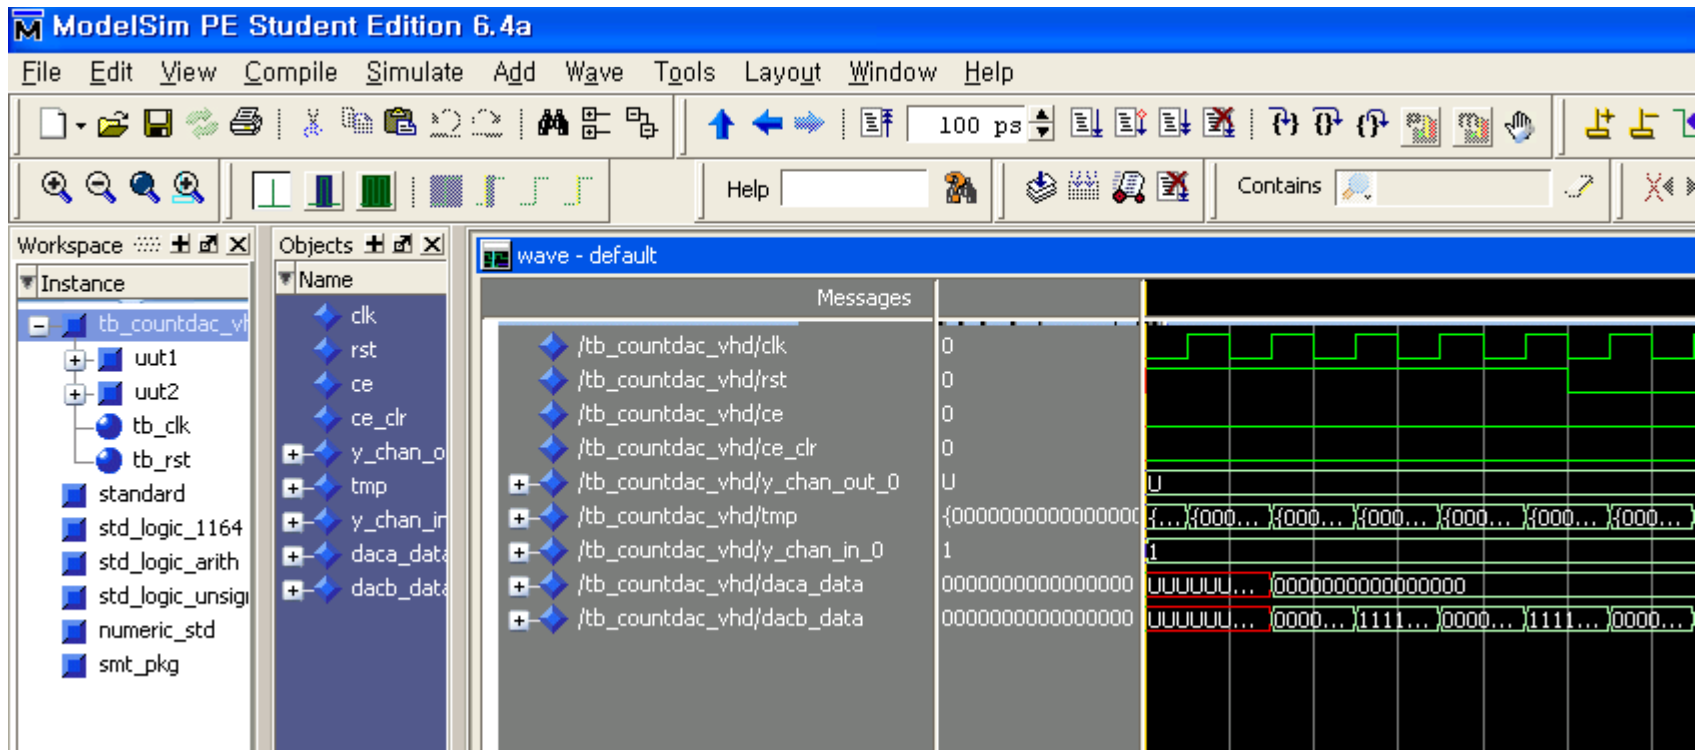 ModelSim PE Student Edition 6.4a
File Edit View Compile Simulate Add Wave Tools Layout Window Help
100 ps
Help
Contains
Workspace
Objects
wave - default
Instance
Name
Messages
tb_countdac_vh
uut1
uut2
tb_clk
tb_rst
standard
std_logic_1164
std_logic_arith
std_logic_unsig
numeric_std
smt_pkg
clk
rst
ce
ce_clr
y_chan_o
tmp
y_chan_in
daca_data
dacb_data
/tb_countdac_vhd/clk 0
/tb_countdac_vhd/rst 0
/tb_countdac_vhd/ce 0
/tb_countdac_vhd/ce_clr 0
/tb_countdac_vhd/y_chan_out_0 U U
/tb_countdac_vhd/tmp {0000000000000000 {... {000... {000... {000... {000... {000... {000...
/tb_countdac_vhd/y_chan_in_0 1 1
/tb_countdac_vhd/daca_data 0000000000000000 UUUUUU... 0000000000000000
/tb_countdac_vhd/dacb_data 0000000000000000 UUUUUU... 0000... 1111... 0000... 1111... 0000...